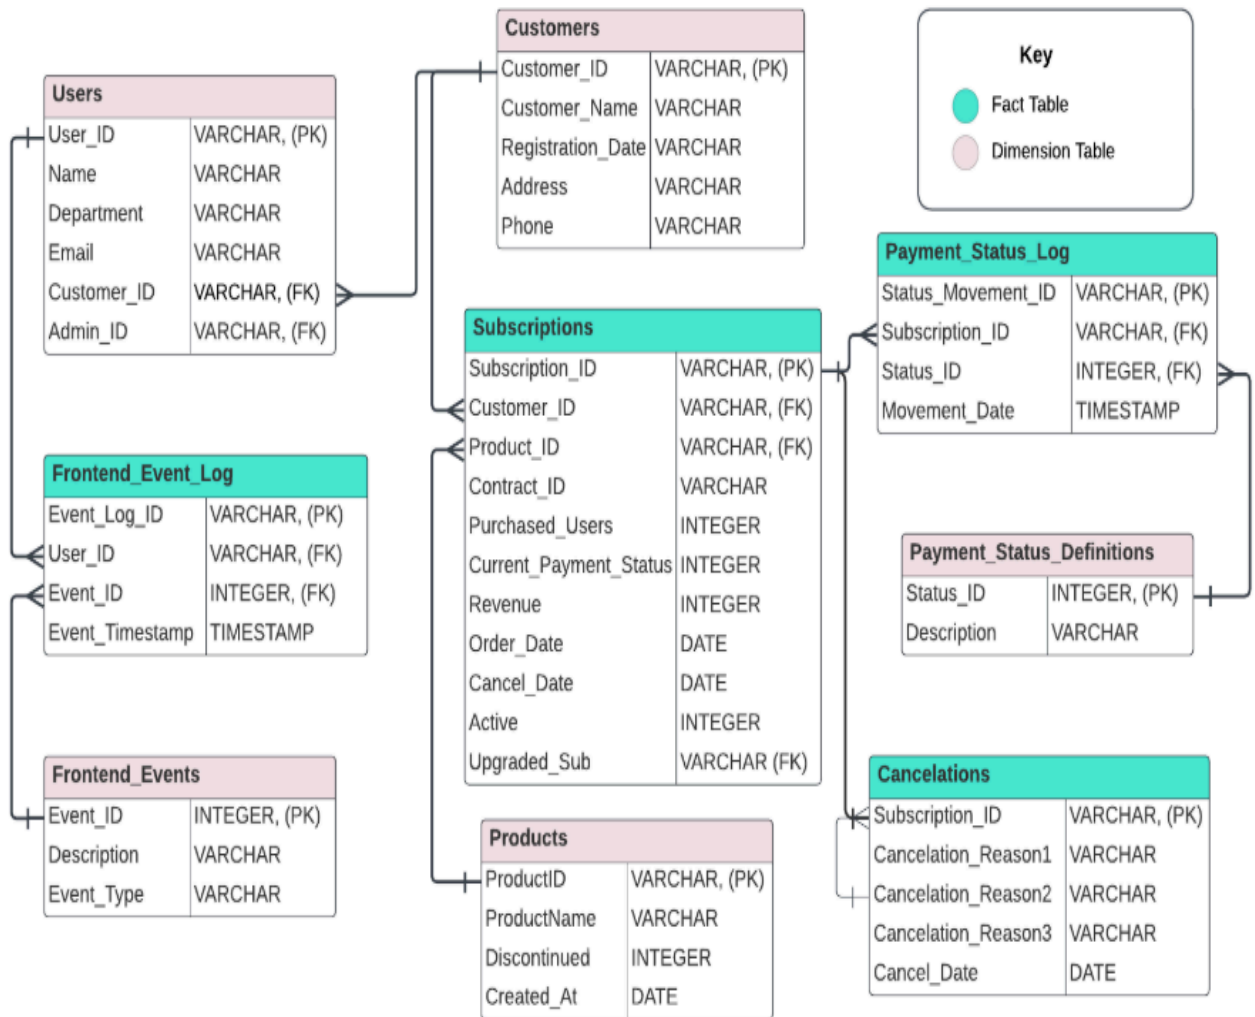 Customers
Customer_ID VARCHAR, (PK)
Customer_Name VARCHAR
Registration_Date VARCHAR
Address VARCHAR
Phone VARCHAR
Key
Fact Table
Dimension Table
Users
User_ID VARCHAR, (PK)
Name VARCHAR
Department VARCHAR
Email VARCHAR
Customer_ID VARCHAR, (FK)
Admin_ID VARCHAR, (FK)
Payment_Status_Log
Status_Movement_ID VARCHAR, (PK)
Subscription_ID VARCHAR, (FK)
Status_ID INTEGER, (FK)
Movement_Date TIMESTAMP
Subscriptions
Subscription_ID VARCHAR, (PK)
Customer_ID VARCHAR, (FK)
Product_ID VARCHAR, (FK)
Contract_ID VARCHAR
Purchased_Users INTEGER
Current_Payment_Status INTEGER
Revenue INTEGER
Order_Date DATE
Cancel_Date DATE
Active INTEGER
Upgraded_Sub VARCHAR (FK)
Frontend_Event_Log
Event_Log_ID VARCHAR, (PK)
User_ID VARCHAR, (FK)
Event_ID INTEGER, (FK)
Event_Timestamp TIMESTAMP
Payment_Status_Definitions
Status_ID INTEGER, (PK)
Description VARCHAR
Frontend_Events
Event_ID INTEGER, (PK)
Description VARCHAR
Event_Type VARCHAR
Products
ProductID VARCHAR, (PK)
ProductName VARCHAR
Discontinued INTEGER
Created_At DATE
Cancelations
Subscription_ID VARCHAR, (PK)
Cancelation_Reason1 VARCHAR
Cancelation_Reason2 VARCHAR
Cancelation_Reason3 VARCHAR
Cancel_Date DATE